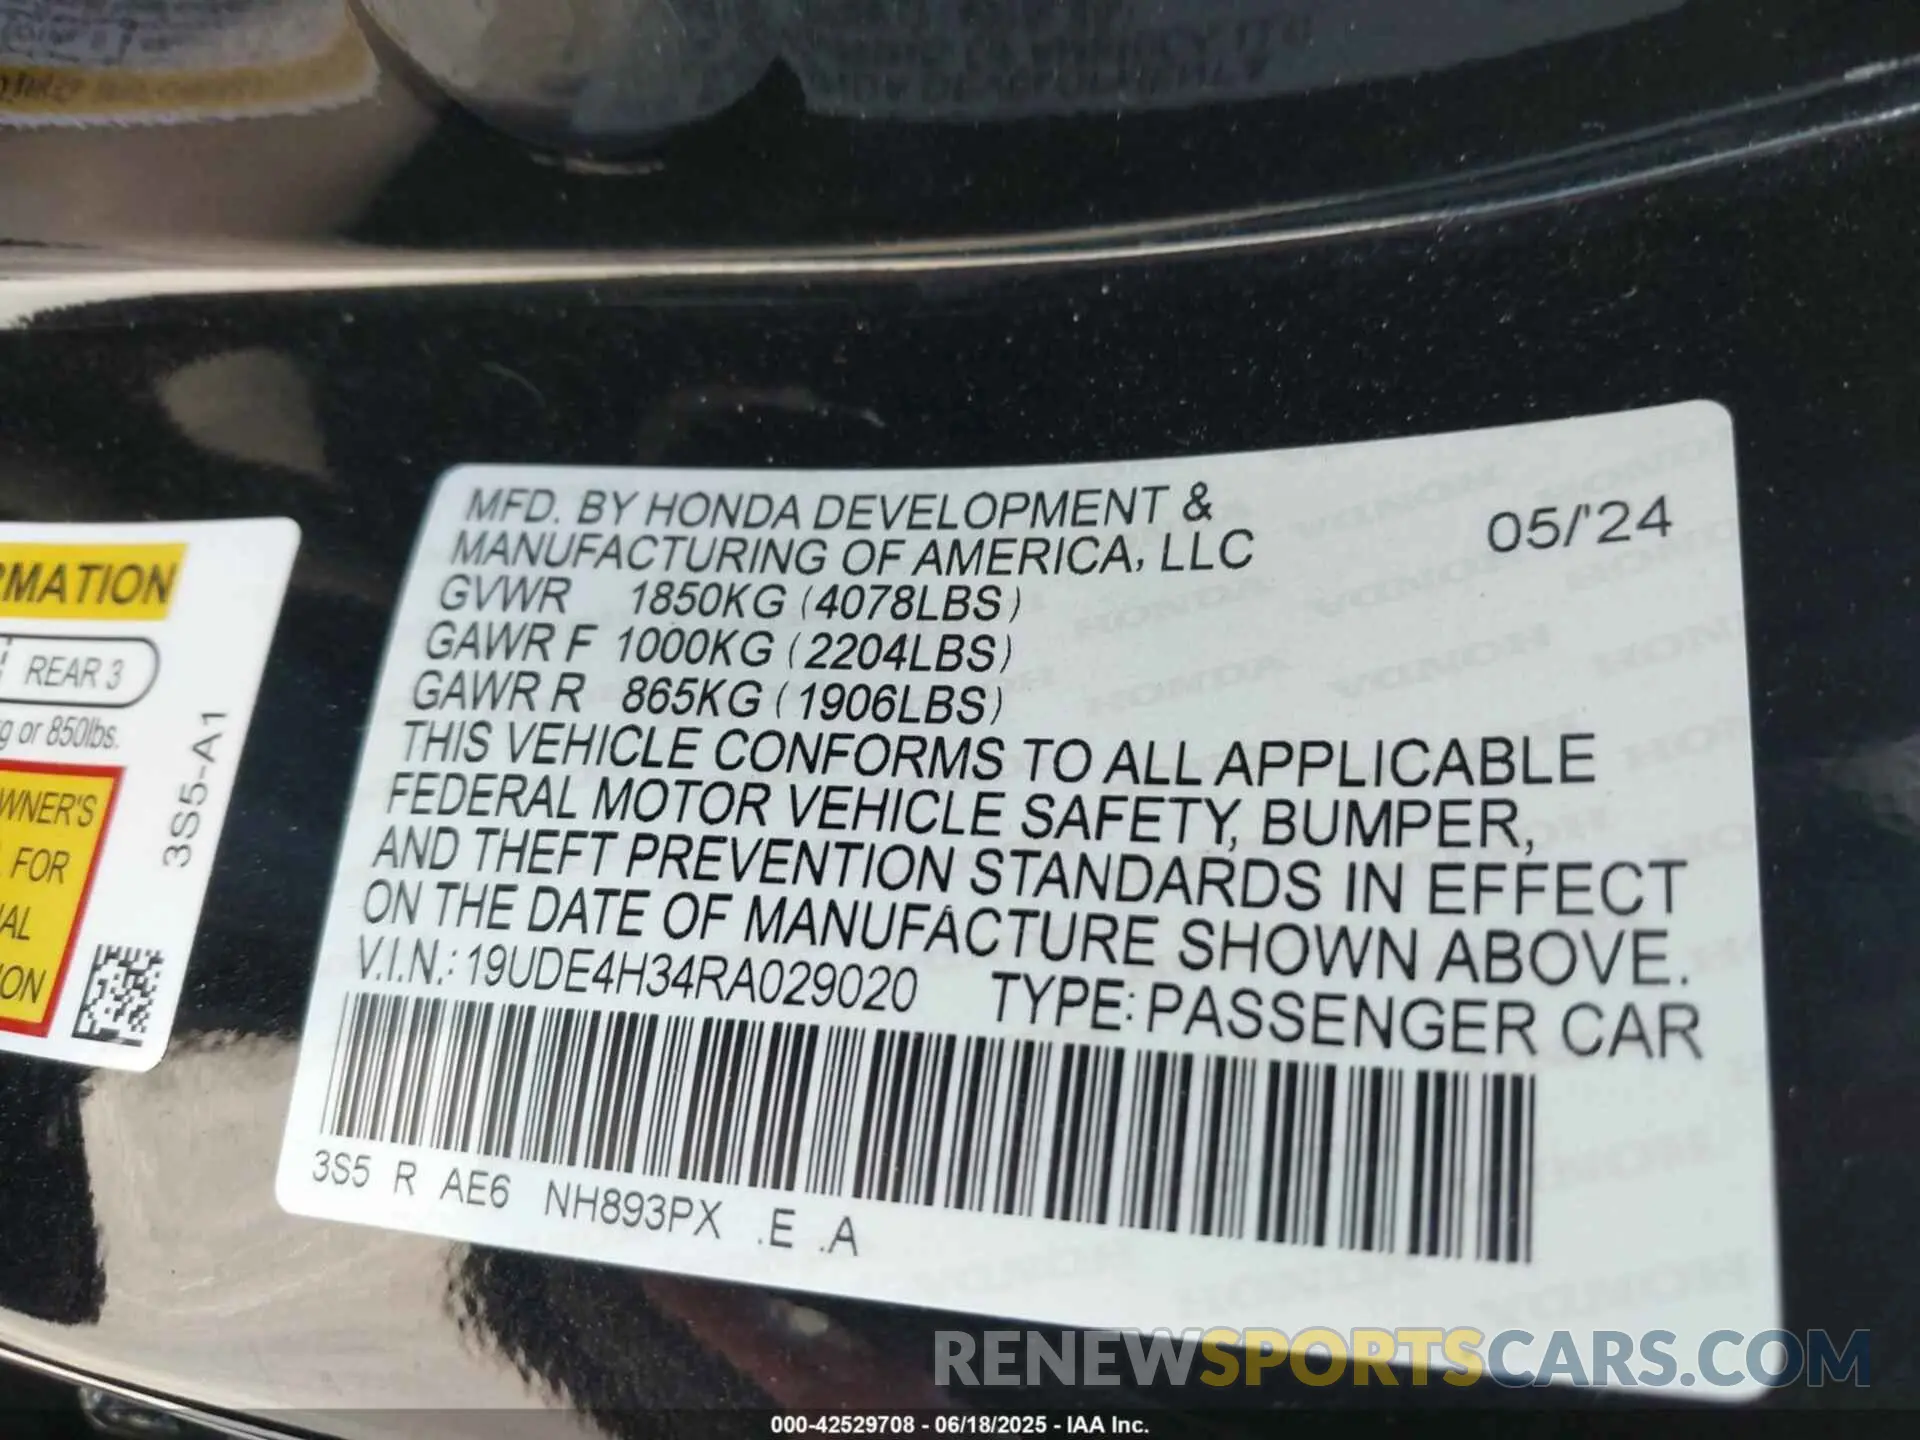 MFD. BY HONDA DEVELOPMENT &
MANUFACTURING OF AMERICA, LLC
05/'24
GVWR 1850KG (4078LBS)
GAWR F 1000KG (2204LBS)
GAWR R 865KG (1906LBS)
THIS VEHICLE CONFORMS TO ALL APPLICABLE
FEDERAL MOTOR VEHICLE SAFETY, BUMPER,
AND THEFT PREVENTION STANDARDS IN EFFECT
ON THE DATE OF MANUFACTURE SHOWN ABOVE.
V.I.N.: 19UDE4H34RA029020 TYPE: PASSENGER CAR
3S5 R AE6 NH893PX .E .A
RMATION
REAR 3
g or 850lbs.
WNER'S
FOR
AL
ON
3S5-A1
RENEWSPORTSCARS.COM
000-42529708 - 06/18/2025 - IAA Inc.